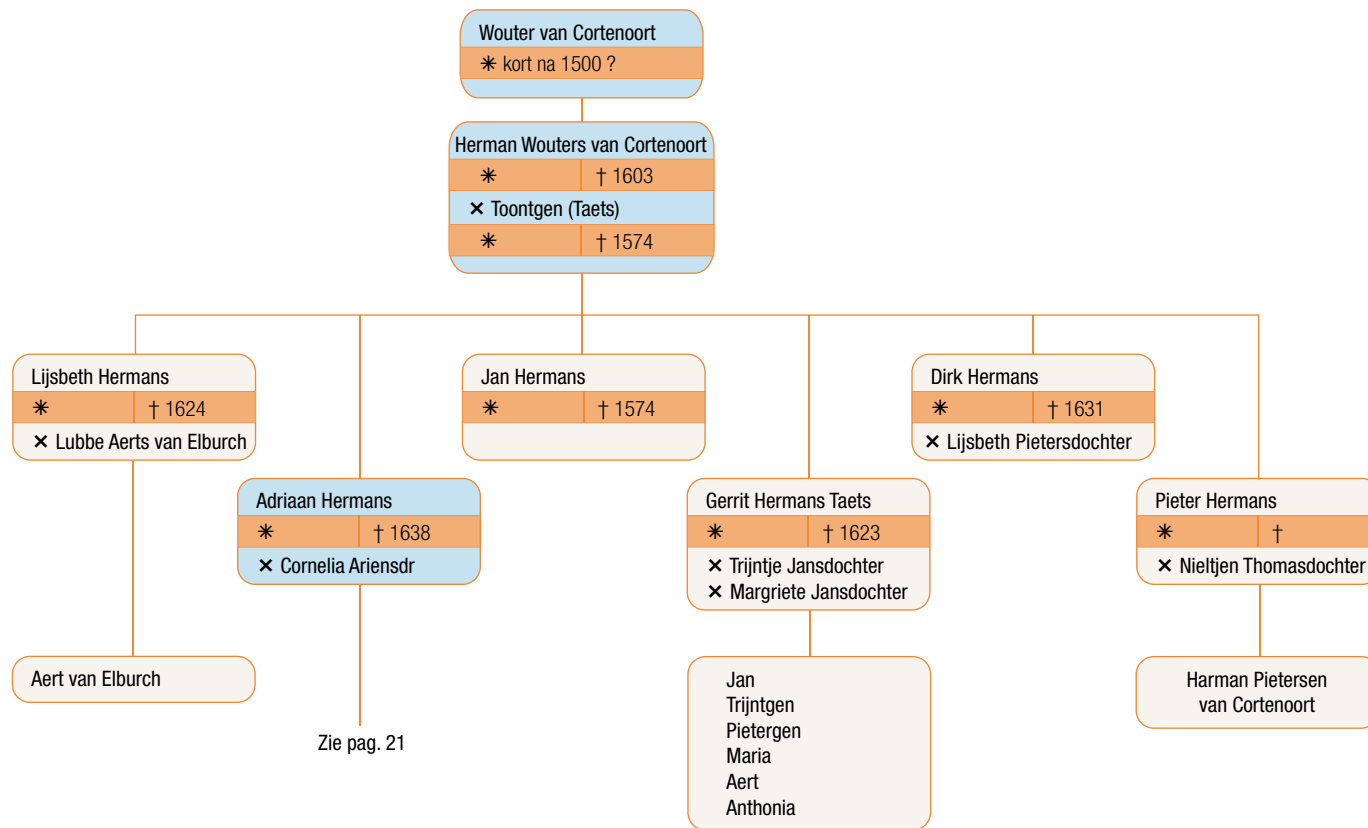 Wouter van Cortenoort
✳ kort na 1500 ?
Herman Wouters van Cortenoort
✳ † 1603
× Toontgen (Taets)
✳ † 1574
Lijsbeth Hermans
✳ † 1624
× Lubbe Aerts van Elburch
Jan Hermans
✳ † 1574
Dirk Hermans
✳ † 1631
× Lijsbeth Pietersdochter
Adriaan Hermans
✳ † 1638
× Cornelia Ariensdr
Gerrit Hermans Taets
✳ † 1623
× Trijntje Jansdochter
× Margriete Jansdochter
Pieter Hermans
✳ †
× Nieltjen Thomasdochter
Aert van Elburch
Zie pag. 21
Jan
Trijntgen
Pietergen
Maria
Aert
Anthonia
Harman Pietersen
van Cortenoort